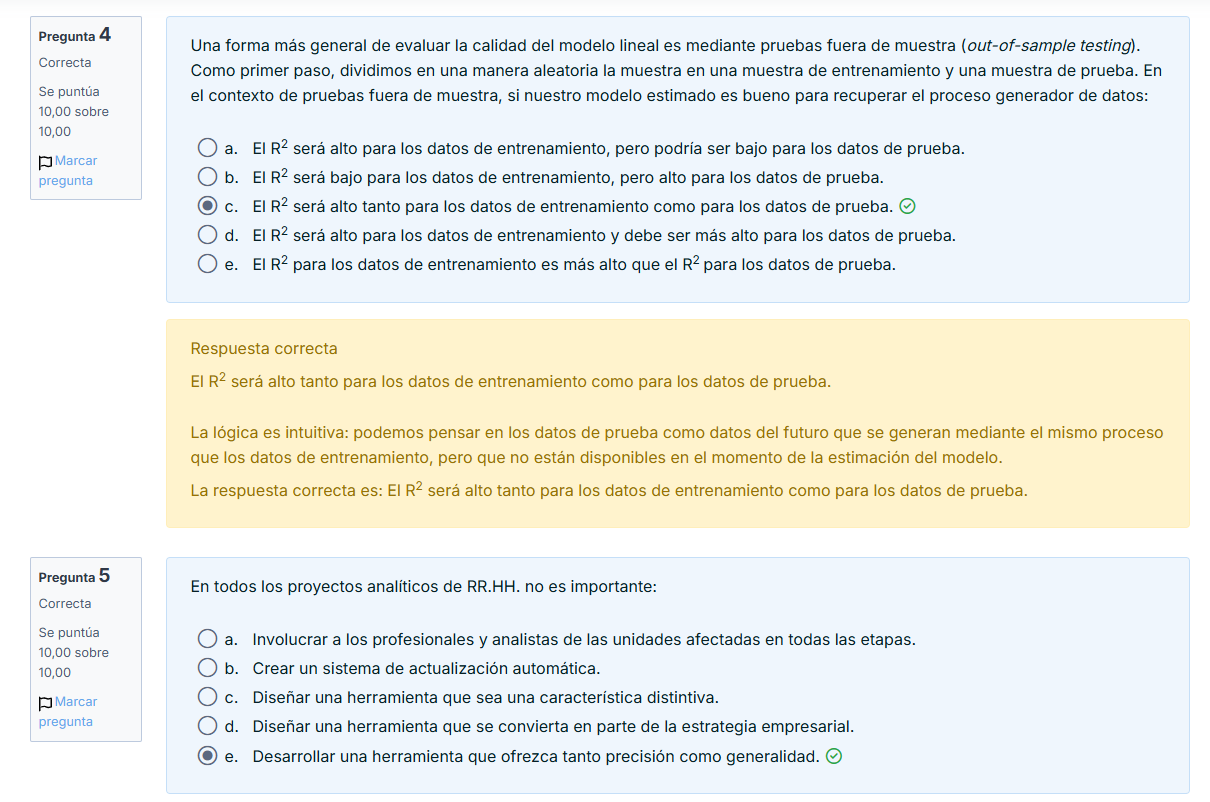 Pregunta 4
Correcta
Se puntúa
10,00 sobre
10,00
Marcar
pregunta
Una forma más general de evaluar la calidad del modelo lineal es mediante pruebas fuera de muestra (out-of-sample testing).
Como primer paso, dividimos en una manera aleatoria la muestra en una muestra de entrenamiento y una muestra de prueba. En
el contexto de pruebas fuera de muestra, si nuestro modelo estimado es bueno para recuperar el proceso generador de datos:
a. El R² será alto para los datos de entrenamiento, pero podría ser bajo para los datos de prueba.
b. El R² será bajo para los datos de entrenamiento, pero alto para los datos de prueba.
c. El R² será alto tanto para los datos de entrenamiento como para los datos de prueba.
d. El R² será alto para los datos de entrenamiento y debe ser más alto para los datos de prueba.
e. El R² para los datos de entrenamiento es más alto que el R² para los datos de prueba.
Respuesta correcta
El R² será alto tanto para los datos de entrenamiento como para los datos de prueba.
La lógica es intuitiva: podemos pensar en los datos de prueba como datos del futuro que se generan mediante el mismo proceso
que los datos de entrenamiento, pero que no están disponibles en el momento de la estimación del modelo.
La respuesta correcta es: El R² será alto tanto para los datos de entrenamiento como para los datos de prueba.
Pregunta 5
Correcta
Se puntúa
10,00 sobre
10,00
Marcar
pregunta
En todos los proyectos analíticos de RR.HH. no es importante:
a. Involucrar a los profesionales y analistas de las unidades afectadas en todas las etapas.
b. Crear un sistema de actualización automática.
c. Diseñar una herramienta que sea una característica distintiva.
d. Diseñar una herramienta que se convierta en parte de la estrategia empresarial.
e. Desarrollar una herramienta que ofrezca tanto precisión como generalidad.